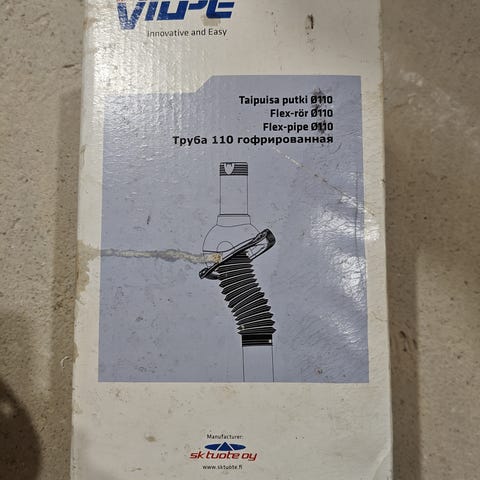 VILPE
Innovative and Easy
Taipuisa putki Ø110
Flex-rör Ø110
Flex-pipe Ø110
Труба 110 гофрированная
Manufacturer:
sk tuote oy
www.sktuote.fi